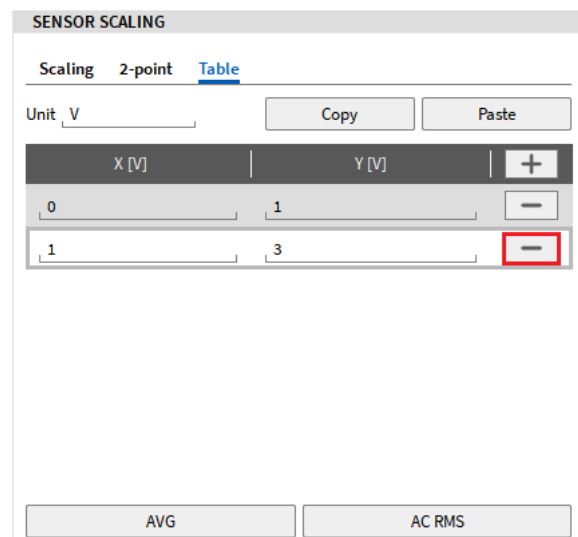 SENSOR SCALING
Scaling 2-point Table
Unit V Copy Paste
X [V] Y [V] +
0 1 −
1 3 −
AVG AC RMS